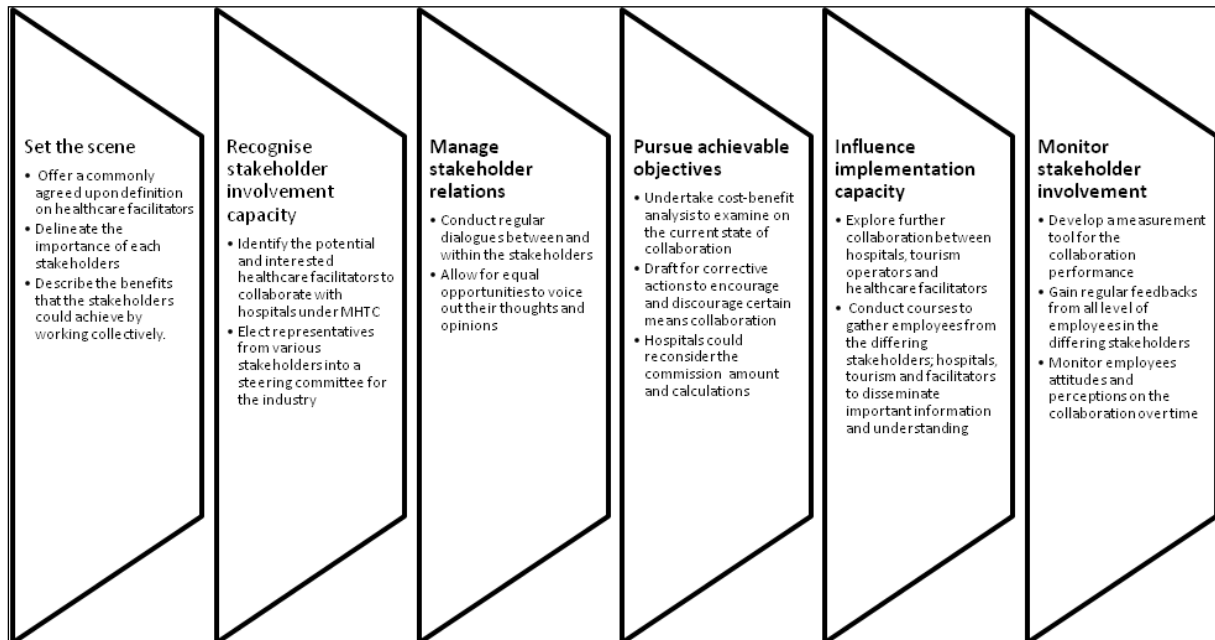 Set the scene
• Offer a commonly
agreed upon definition
on healthcare facilitators
• Delineate the
importance of each
stakeholders
• Describe the benefits
that the stakeholders
could achieve by
working collectively.
Recognise
stakeholder
involvement
capacity
• Identify the potential
and interested
healthcare facilitators to
collaborate with
hospitals under MHTC
• Elect representatives
from various
stakeholders into a
steering committee for
the industry
Manage
stakeholder
relations
• Conduct regular
dialogues between and
within the stakeholders
• Allow for equal
opportunities to voice
out their thoughts and
opinions
Pursue achievable
objectives
• Undertake cost-benefit
analysis to examine on
the current state of
collaboration
• Draft for corrective
actions to encourage
and discourage certain
means collaboration
• Hospitals could
reconsider the
commission amount
and calculations
Influence
implementation
capacity
• Explore further
collaboration between
hospitals, tourism
operators and
healthcare facilitators
• Conduct courses to
gather employees from
the differing
stakeholders; hospitals,
tourism and facilitators
to disseminate
important information
and understanding
Monitor
stakeholder
involvement
• Develop a measurement
tool for the
collaboration
performance
• Gain regular feedbacks
from all level of
employees in the
differing stakeholders
• Monitor employees
attitudes and
perceptions on the
collaboration over time